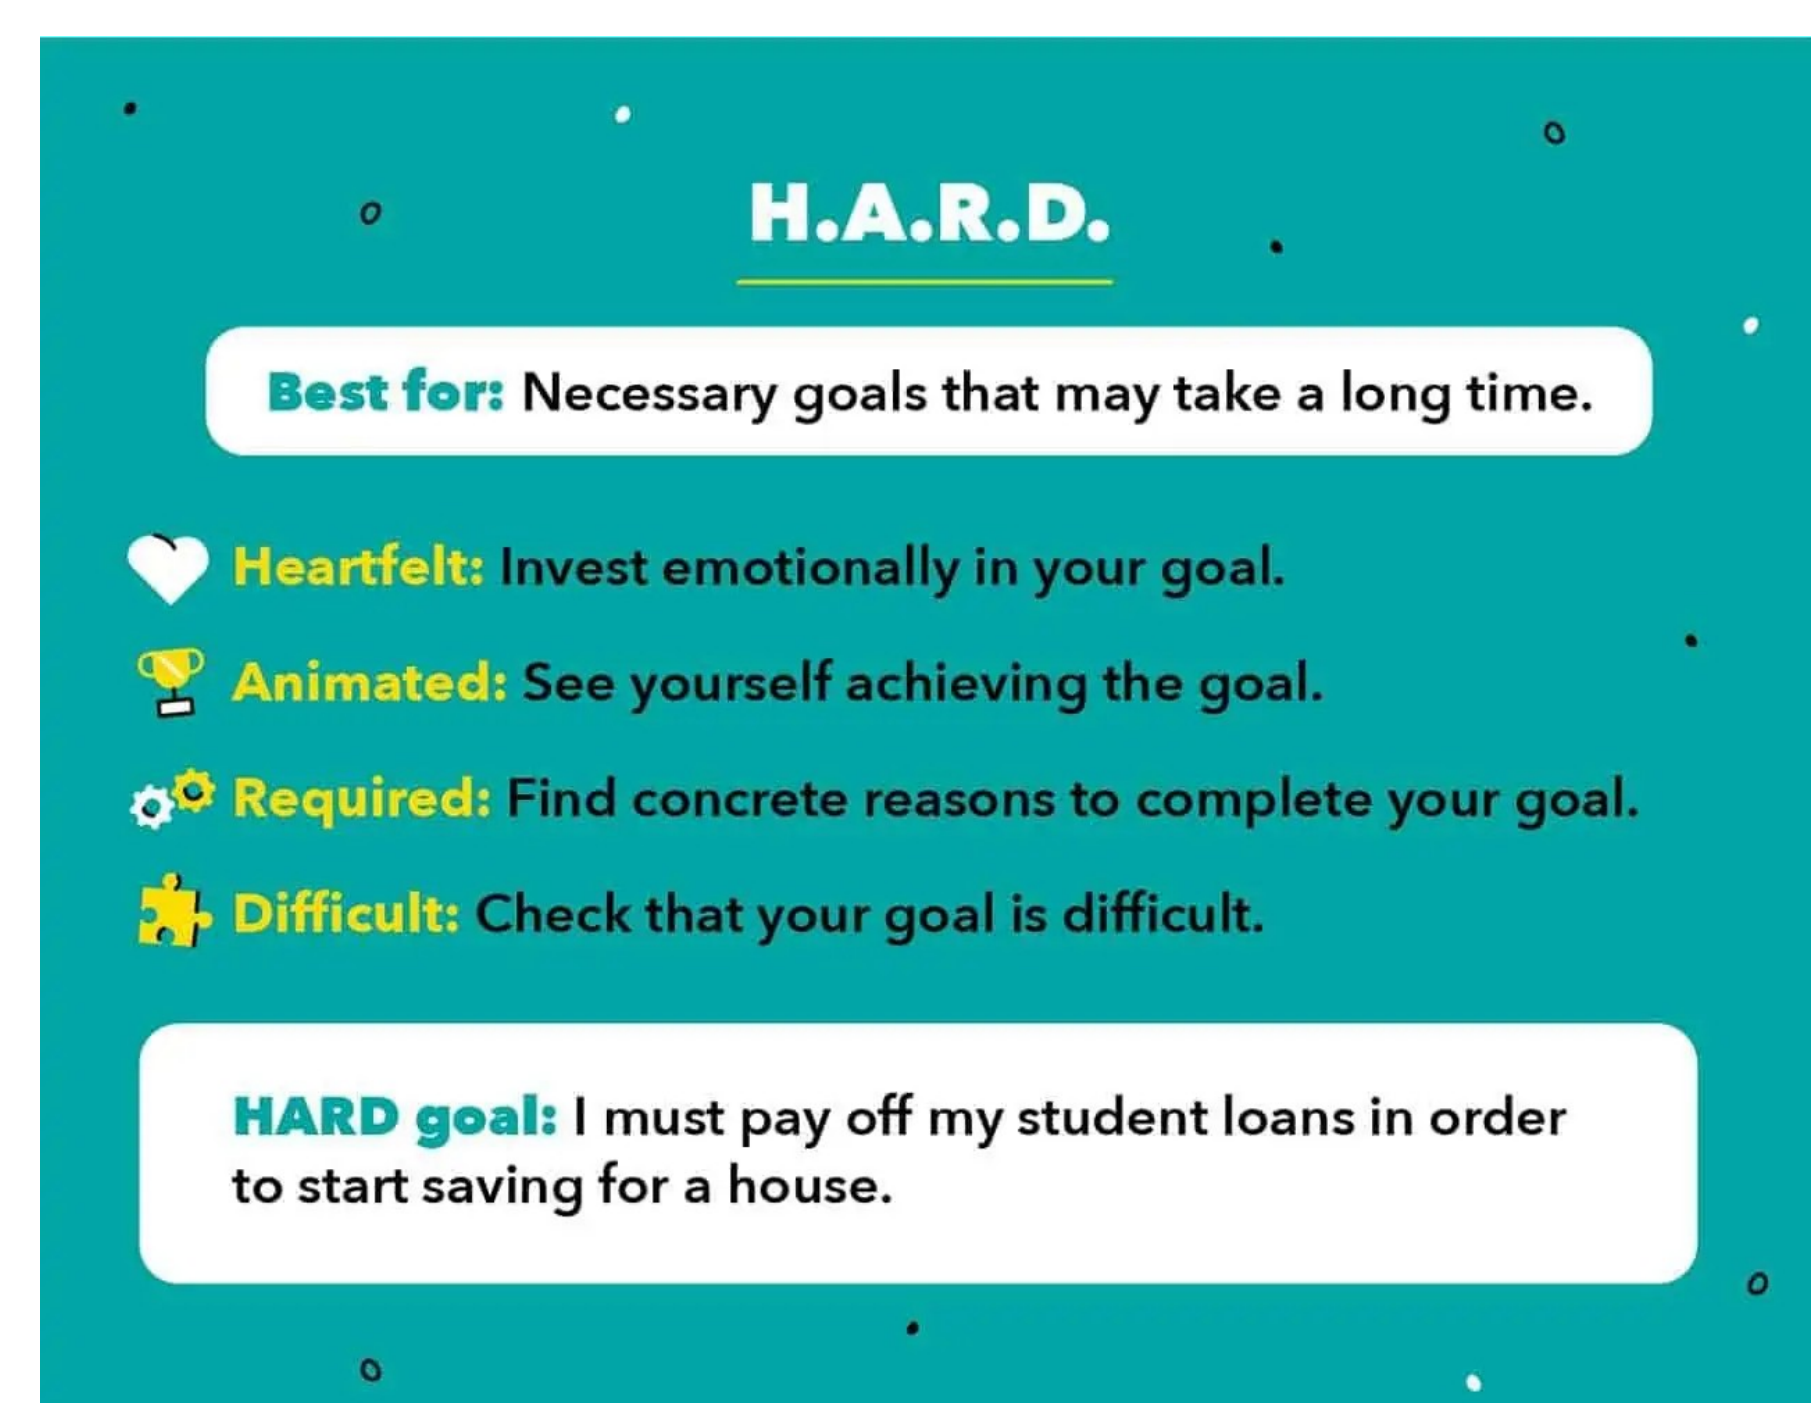 H.A.R.D.
Best for: Necessary goals that may take a long time.
Heartfelt: Invest emotionally in your goal.
Animated: See yourself achieving the goal.
Required: Find concrete reasons to complete your goal.
Difficult: Check that your goal is difficult.
HARD goal: I must pay off my student loans in order
to start saving for a house.